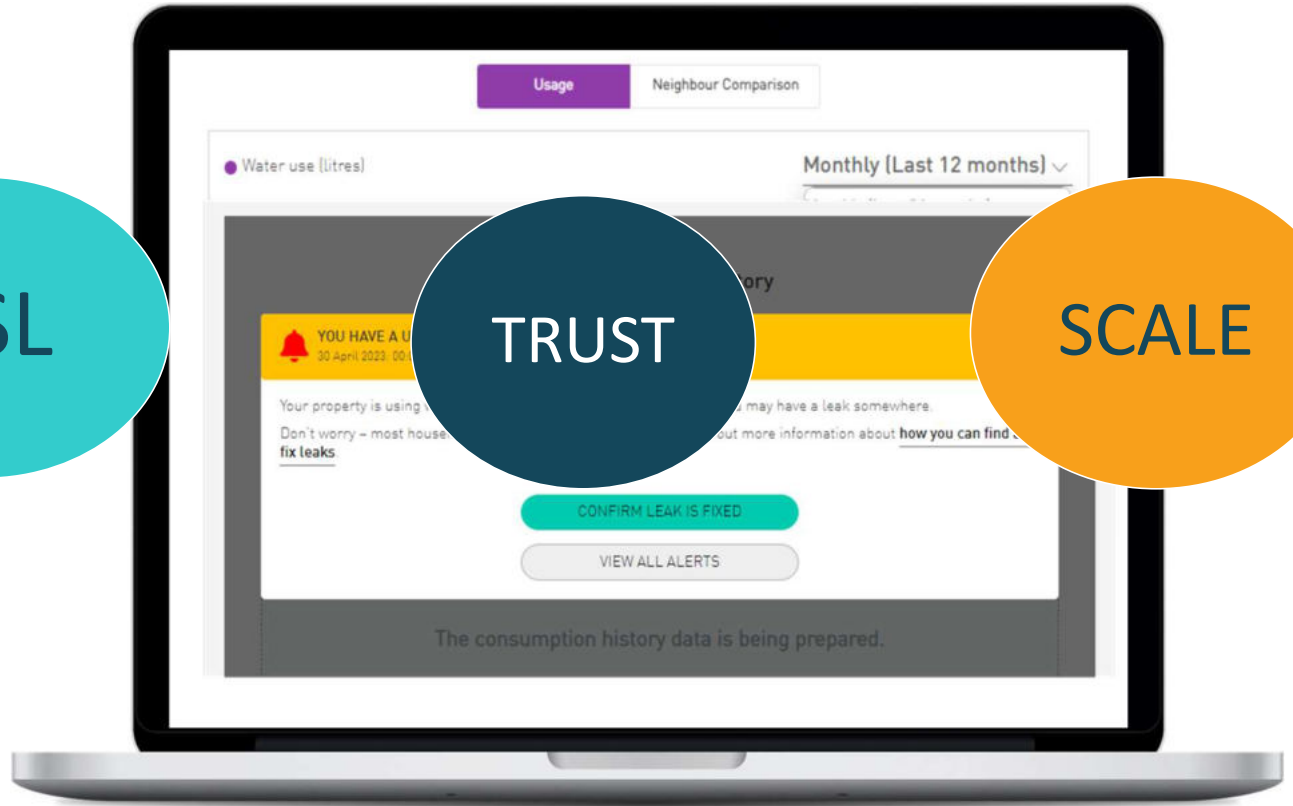 Usage
Neighbour Comparison
Water use (litres)
Monthly (Last 12 months)
SL
TRUST
SCALE
ory
YOU HAVE A U
30 April 2023: 00:
Your property is using may have a leak somewhere.
Don't worry – most house out more information about how you can find
fix leaks.
CONFIRM LEAK IS FIXED
VIEW ALL ALERTS
The consumption history data is being prepared.